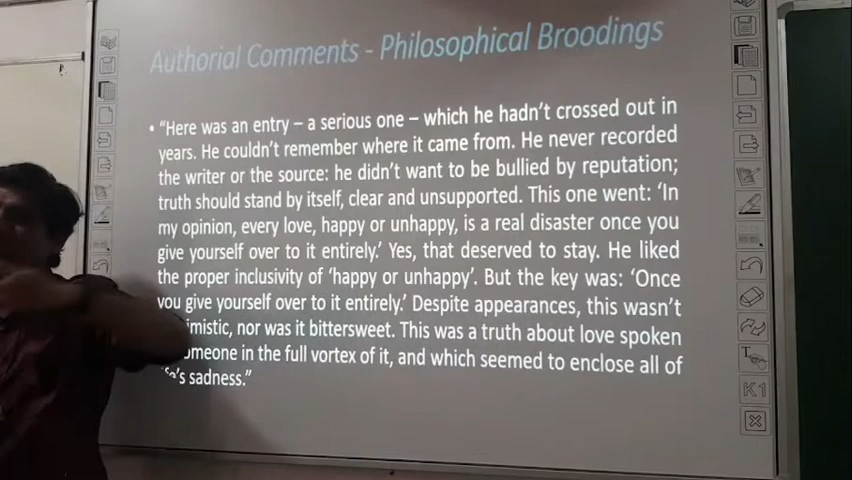 Authorial Comments - Philosophical Broodings
• “Here was an entry – a serious one – which he hadn't crossed out in
years. He couldn't remember where it came from. He never recorded
the writer or the source: he didn't want to be bullied by reputation;
truth should stand by itself, clear and unsupported. This one went: ‘In
my opinion, every love, happy or unhappy, is a real disaster once you
give yourself over to it entirely.’ Yes, that deserved to stay. He liked
the proper inclusivity of ‘happy or unhappy’. But the key was: ‘Once
you give yourself over to it entirely.’ Despite appearances, this wasn't
imistic, nor was it bittersweet. This was a truth about love spoken
omeone in the full vortex of it, and which seemed to enclose all of
fe's sadness.”
K1